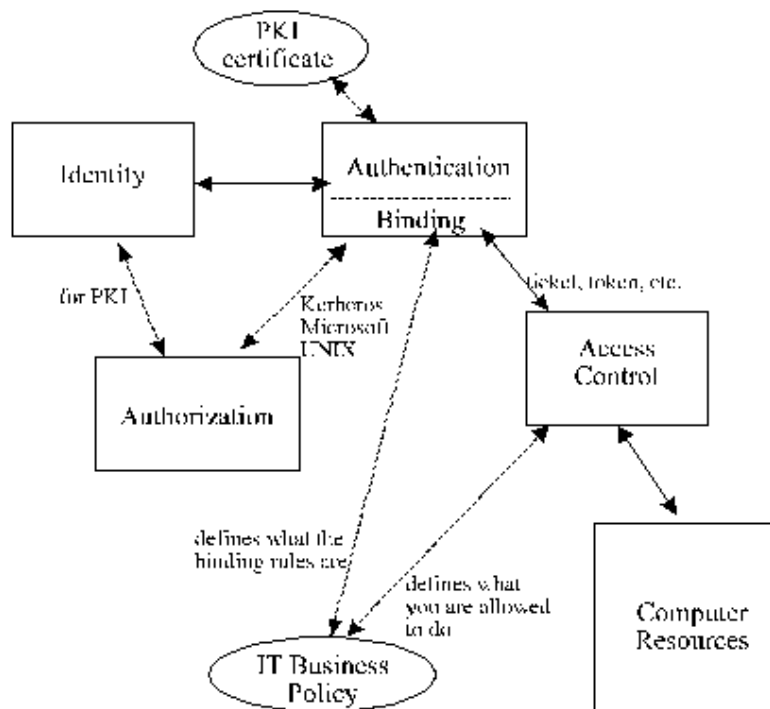 PKI
certificate
Identity
Authentication
Binding
for PKI
Kerberos
Microsoft
UNIX
ticket, token, etc.
Access
Control
Authorization
defines what the
binding rules are
defines what
you are allowed
to do
Computer
Resources
IT Business
Policy